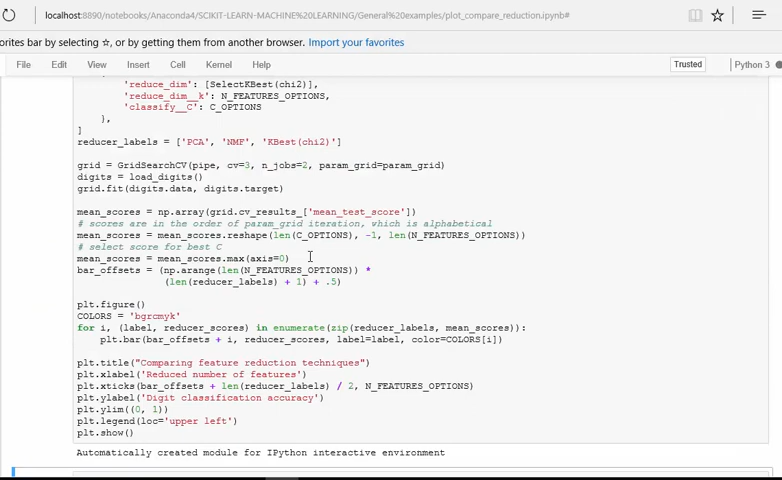 localhost:8890/notebooks/Anaconda4/SCIKIT-LEARN-MACHINE%20LEARNING/General%20examples/plot_compare_reduction.ipynb#
orites bar by selecting ☆, or by getting them from another browser. Import your favorites
File Edit View Insert Cell Kernel Help Trusted Python 3
'reduce_dim': [SelectKBest(chi2)],
'reduce_dim__k': N_FEATURES_OPTIONS,
'classify__C': C_OPTIONS
},
]
reducer_labels = ['PCA', 'NMF', 'KBest(chi2)']
grid = GridSearchCV(pipe, cv=3, n_jobs=2, param_grid=param_grid)
digits = load_digits()
grid.fit(digits.data, digits.target)
mean_scores = np.array(grid.cv_results_['mean_test_score'])
# scores are in the order of param_grid iteration, which is alphabetical
mean_scores = mean_scores.reshape(len(C_OPTIONS), -1, len(N_FEATURES_OPTIONS))
# select score for best C
mean_scores = mean_scores.max(axis=0)
bar_offsets = (np.arange(len(N_FEATURES_OPTIONS)) *
(len(reducer_labels) + 1) + .5)
plt.figure()
COLORS = 'bgrcmyk'
for i, (label, reducer_scores) in enumerate(zip(reducer_labels, mean_scores)):
plt.bar(bar_offsets + i, reducer_scores, label=label, color=COLORS[i])
plt.title("Comparing feature reduction techniques")
plt.xlabel('Reduced number of features')
plt.xticks(bar_offsets + len(reducer_labels) / 2, N_FEATURES_OPTIONS)
plt.ylabel('Digit classification accuracy')
plt.ylim((0, 1))
plt.legend(loc='upper left')
plt.show()
Automatically created module for IPython interactive environment